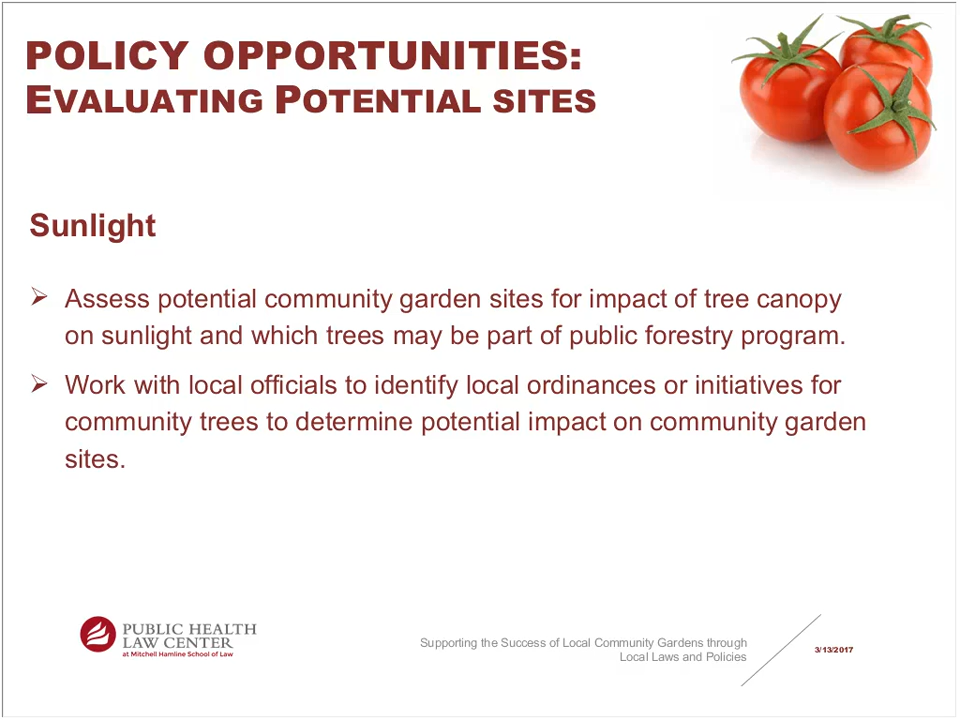 POLICY OPPORTUNITIES:
EVALUATING POTENTIAL SITES
Sunlight
➢ Assess potential community garden sites for impact of tree canopy
on sunlight and which trees may be part of public forestry program.
➢ Work with local officials to identify local ordinances or initiatives for
community trees to determine potential impact on community garden
sites.
PUBLIC HEALTH
LAW CENTER
at Mitchell Hamline School of Law
Supporting the Success of Local Community Gardens through
Local Laws and Policies
3/13/2017